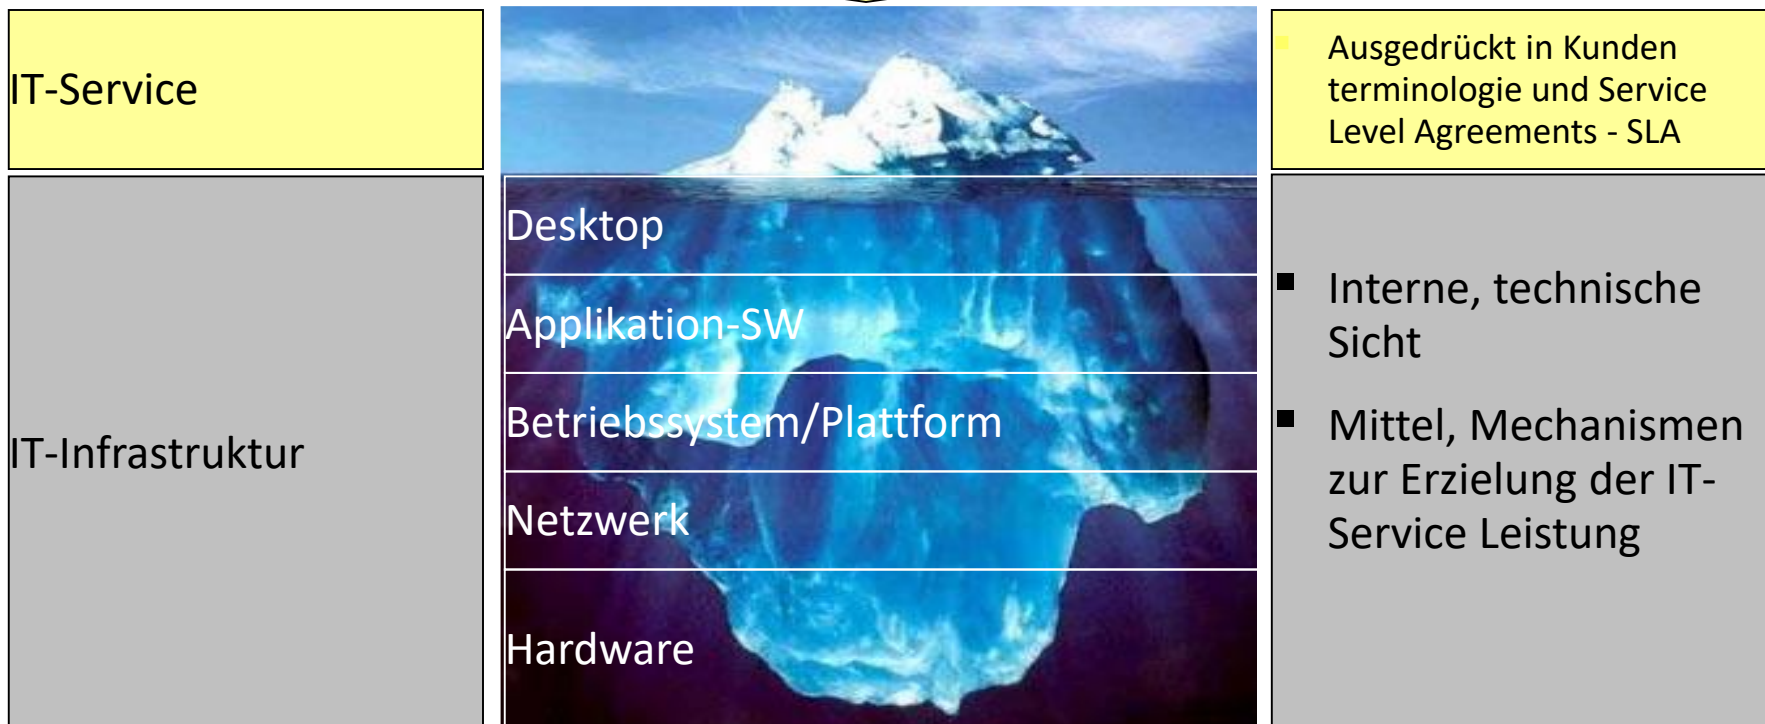 IT-Service
Ausgedrückt in Kunden
terminologie und Service
Level Agreements - SLA
IT-Infrastruktur
Desktop
Applikation-SW
Betriebssystem/Plattform
Netzwerk
Hardware
Interne, technische
Sicht
Mittel, Mechanismen
zur Erzielung der IT-
Service Leistung